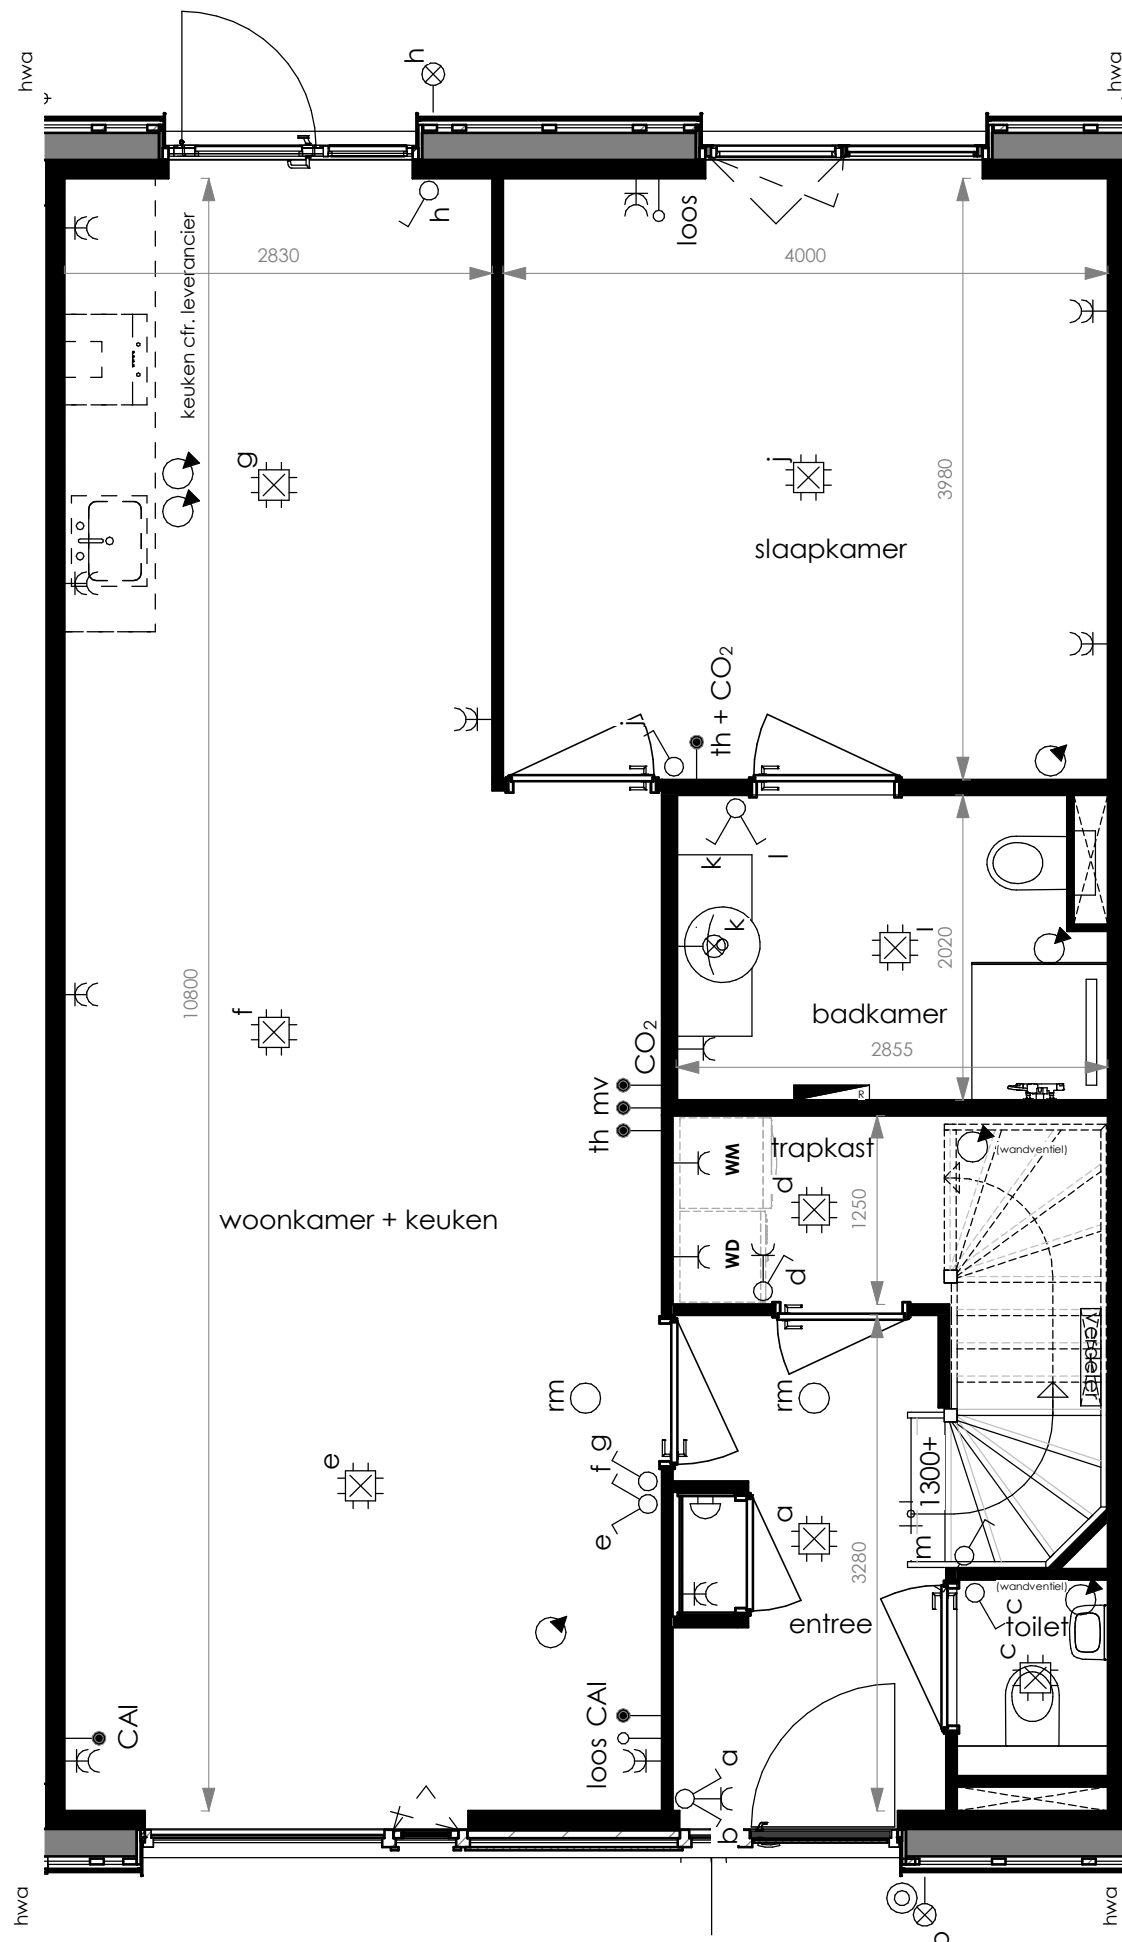 hwa
h
hwa
h
loos
keuken cfr. leverancier
2830
4000
g
j
3980
slaapkamer
th + CO2
j
k
l
k
l
2020
10800
f
badkamer
2855
CO2
mv
th
trapkast
(wandventiel)
WM
d
1250
woonkamer + keuken
WD
d
verdeler
rm
rm
g
f
e
e
1300+
m
a
3280
(wandventiel)
c
entree
toilet
c
CAI
CAI
loos
a
b
hwa
hwa
R